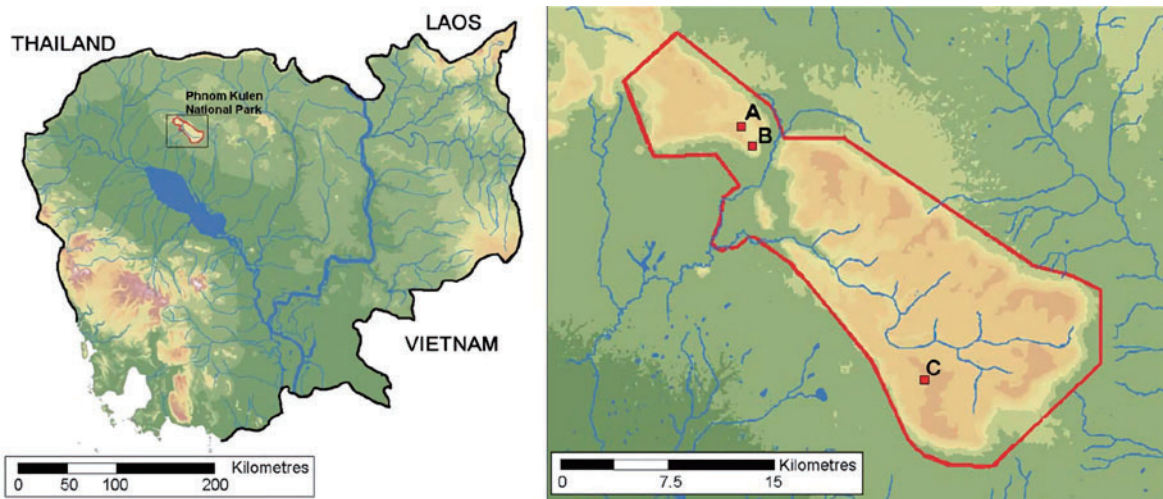 THAILAND
LAOS
Phnom Kulen
National Park
VIETNAM
0 50 100 200 Kilometres
A
B
C
0 7.5 15 Kilometres